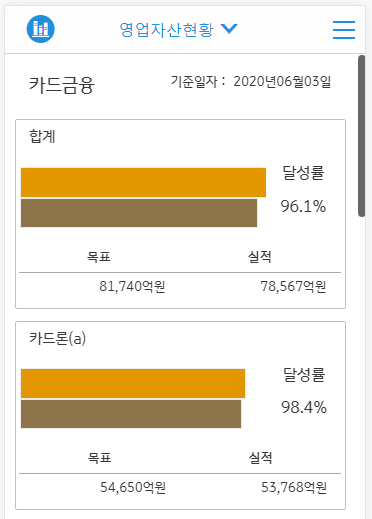 영업자산현황
카드금융 기준일자 : 2020년06월03일
합계
달성률
96.1%
목표 실적
81,740억원 78,567억원
카드론(a)
달성률
98.4%
목표 실적
54,650억원 53,768억원